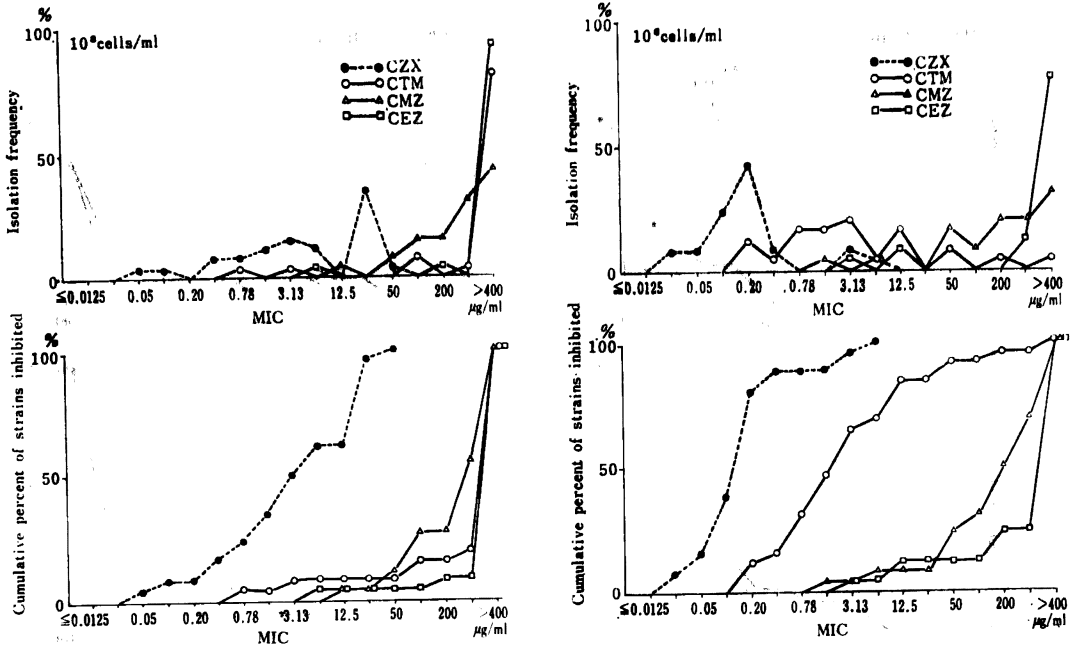 %
100
10⁸cells/ml
CZX
CTM
CMZ
CEZ
Isolation frequency
50
0
≦0.0125 0.05 0.20 0.78 3.13 12.5 50 200 >400
MIC
μg/ml
%
100
10⁶cells/ml
CZX
CTM
CMZ
CEZ
Isolation frequency
50
0
≦0.0125 0.05 0.20 0.78 3.13 12.5 50 200 >400
MIC
μg/ml
%
100
Cumulative percent of strains inhibited
50
0
≦0.0125 0.05 0.20 0.78 3.13 12.5 50 200 >400
MIC
μg/ml
%
100
Cumulative percent of strains inhibited
50
0
≦0.0125 0.05 0.20 0.78 3.13 12.5 50 200 >400
MIC
μg/ml